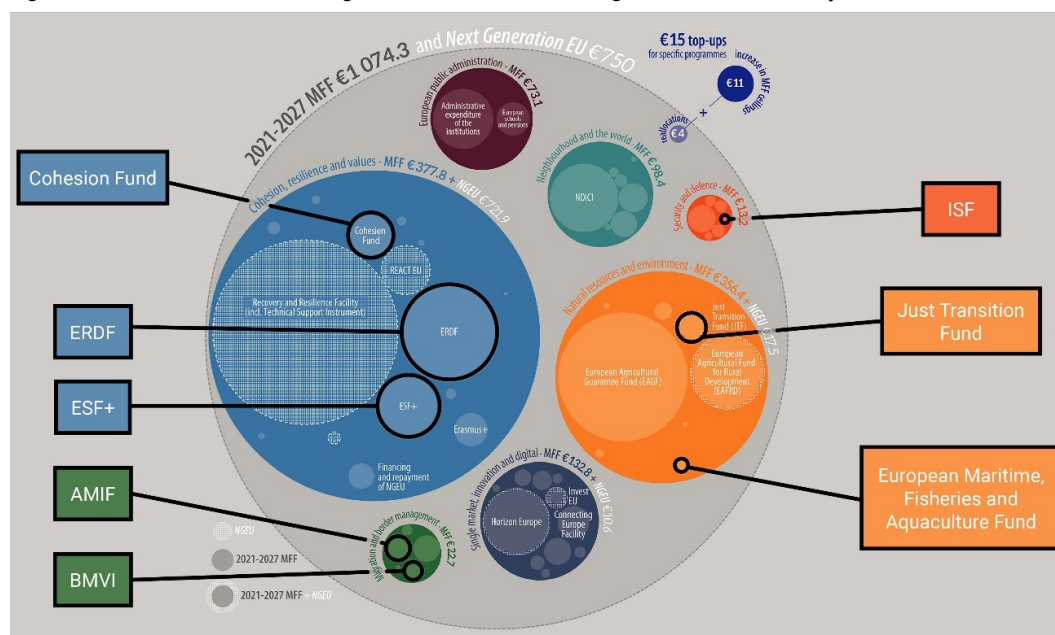 2021-2027 MFF €1 074.3 and Next Generation EU €750
€15 top-ups
for specific programmes
increase in MFF ceilings
€11
+
reallocations
€4
European public administration - MFF €73.1
Administrative
expenditure
of the
institutions
European
schools
and pensions
Neighbourhood and the world - MFF €98.4
NDICI
Security and defence - MFF €13.2
ISF
Cohesion Fund
Cohesion, resilience and values - MFF €377.8 + NGEU €721.9
Cohesion
Fund
REACT EU
Recovery and Resilience Facility
(incl. Technical Support Instrument)
ERDF
ERDF
ESF+
ESF+
Erasmus+
Financing
and repayment
of NGEU
Natural resources and environment - MFF €356.4 + NGEU €17.5
Just
Transition
Fund (JTF)
Just Transition
Fund
European Agricultural
Guarantee Fund (EAGF)
European
Agricultural Fund
for Rural
Development
(EAFRD)
European Maritime,
Fisheries and
Aquaculture Fund
Single market, innovation and digital - MFF €132.8 + NGEU €10.6
Horizon Europe
Invest
EU
Connecting
Europe
Facility
AMIF
BMVI
Migration and border management - MFF €22.7
NGEU
2021-2027 MFF
2021-2027 MFF + NGEU